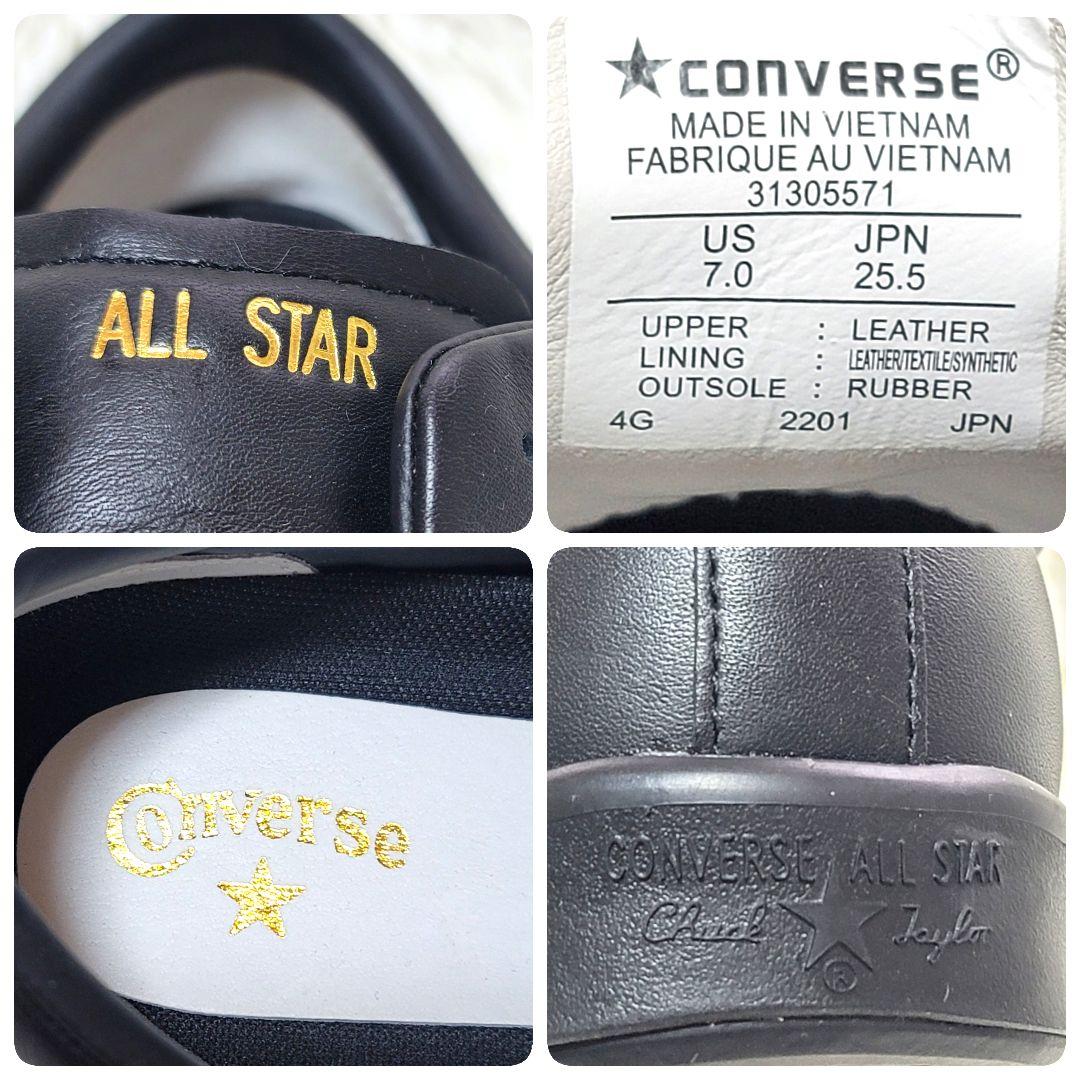 ALL STAR
CONVERSE®
MADE IN VIETNAM
FABRIQUE AU VIETNAM
31305571
US JPN
7.0 25.5
UPPER : LEATHER
LINING : LEATHER/TEXTILE/SYNTHETIC
OUTSOLE : RUBBER
4G 2201 JPN
Converse
CONVERSE ALL STAR
Chuck Taylor
®